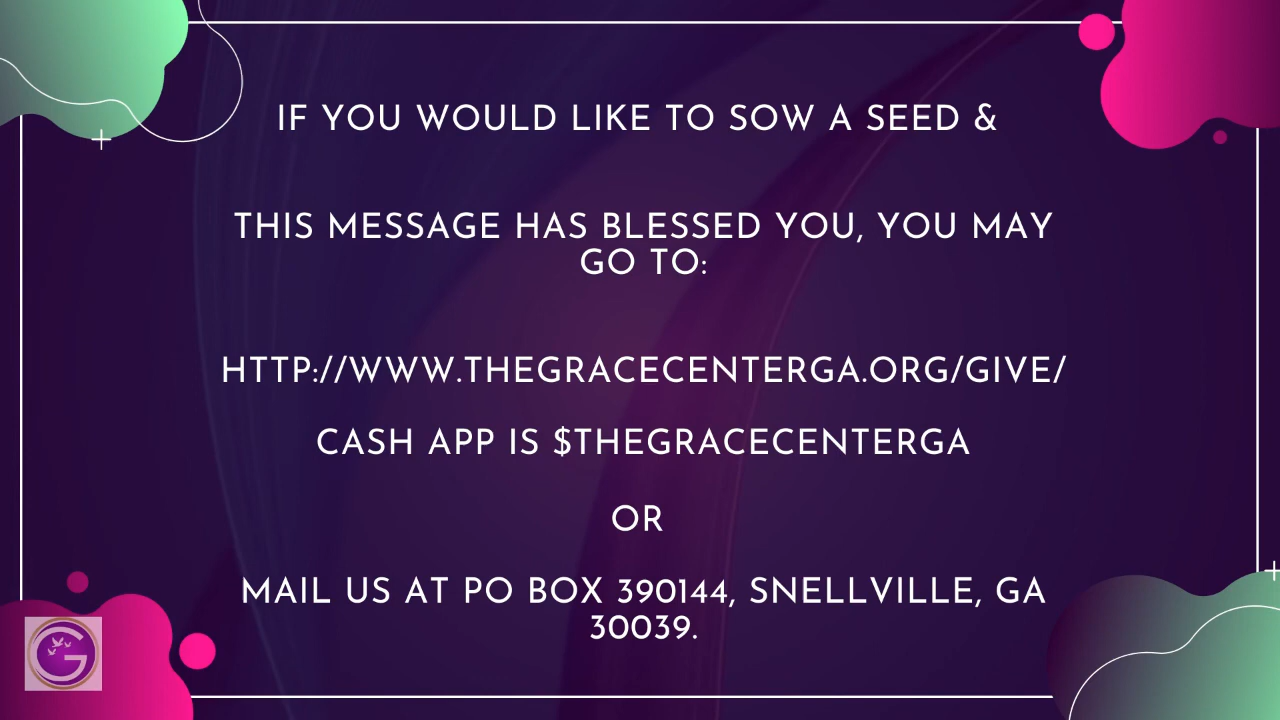 IF YOU WOULD LIKE TO SOW A SEED &
THIS MESSAGE HAS BLESSED YOU, YOU MAY
GO TO:
HTTP://WWW.THEGRACECENTERGA.ORG/GIVE/
CASH APP IS $THEGRACECENTERGA
OR
MAIL US AT PO BOX 390144, SNELLVILLE, GA
30039.
G